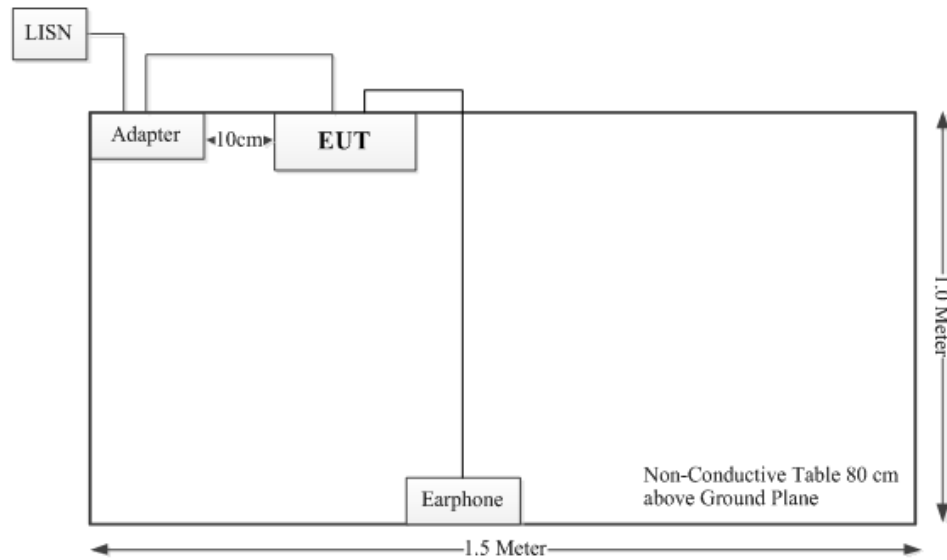 LISN
Adapter
10cm
EUT
1.0 Meter
Earphone
Non-Conductive Table 80 cm
above Ground Plane
1.5 Meter